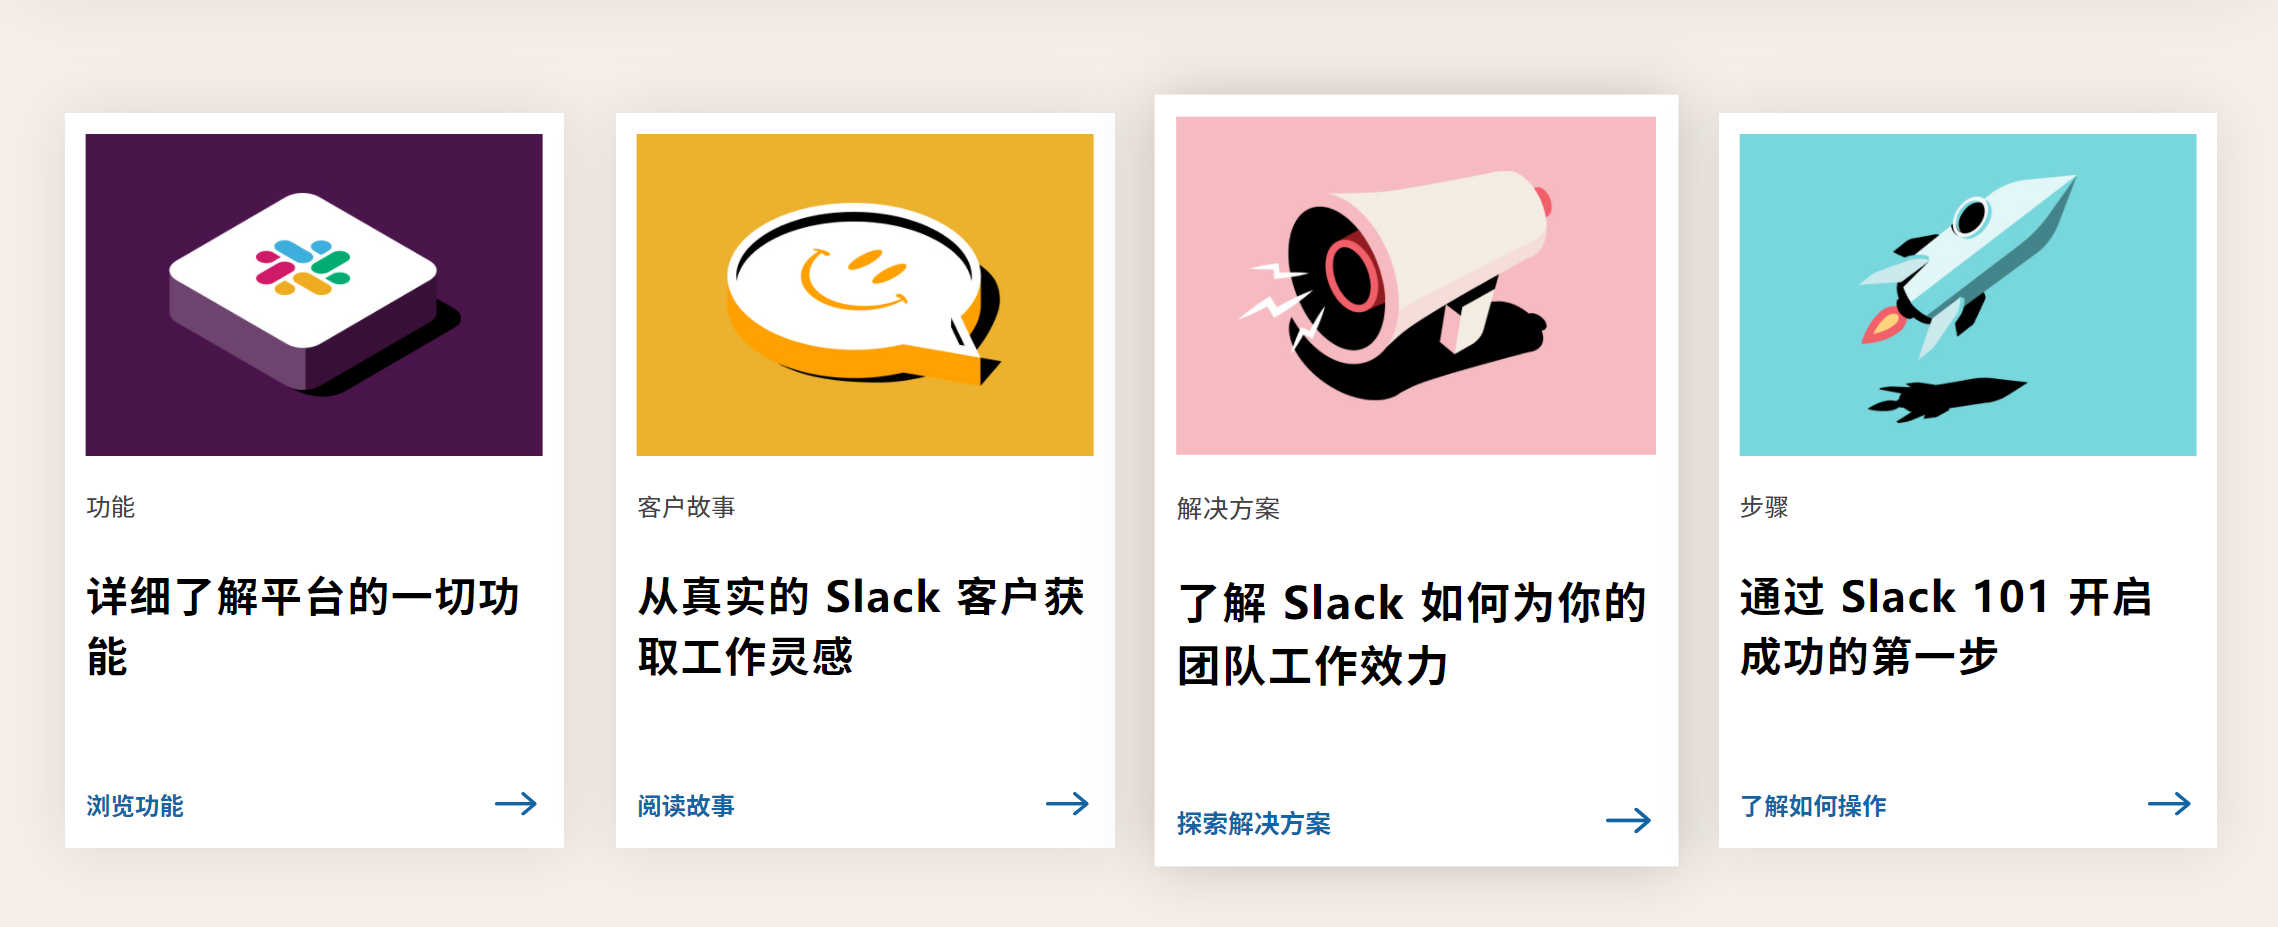 功能
详细了解平台的一切功
能
浏览功能
客户故事
从真实的 Slack 客户获
取工作灵感
阅读故事
解决方案
了解 Slack 如何为你的
团队工作效力
探索解决方案
步骤
通过 Slack 101 开启
成功的第一步
了解如何操作